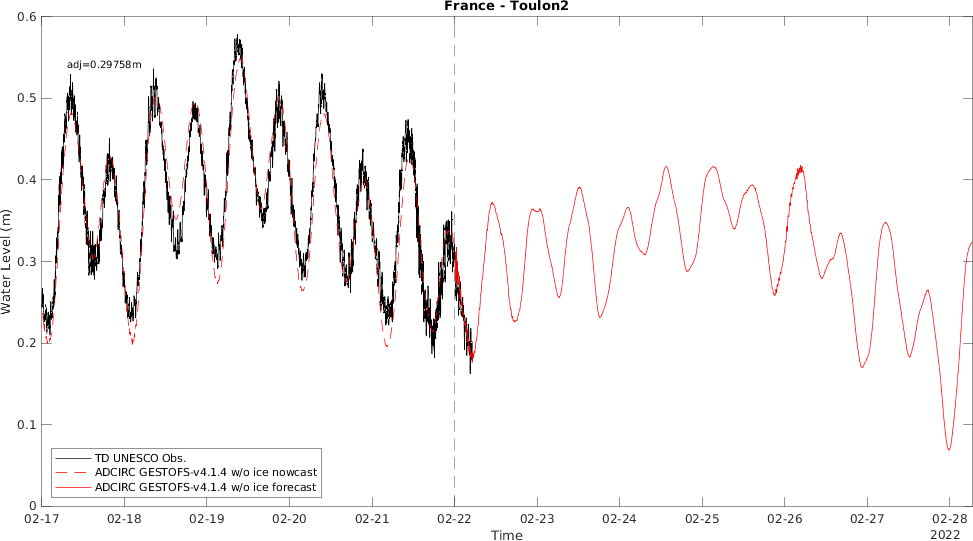 France - Toulon2
0.6
0.5
0.4
0.3
0.2
0.1
0
Water Level (m)
adj=0.29758m
TD UNESCO Obs.
ADCIRC GESTOFS-v4.1.4 w/o ice nowcast
ADCIRC GESTOFS-v4.1.4 w/o ice forecast
02-17 02-18 02-19 02-20 02-21 02-22 02-23 02-24 02-25 02-26 02-27 02-28
2022
Time